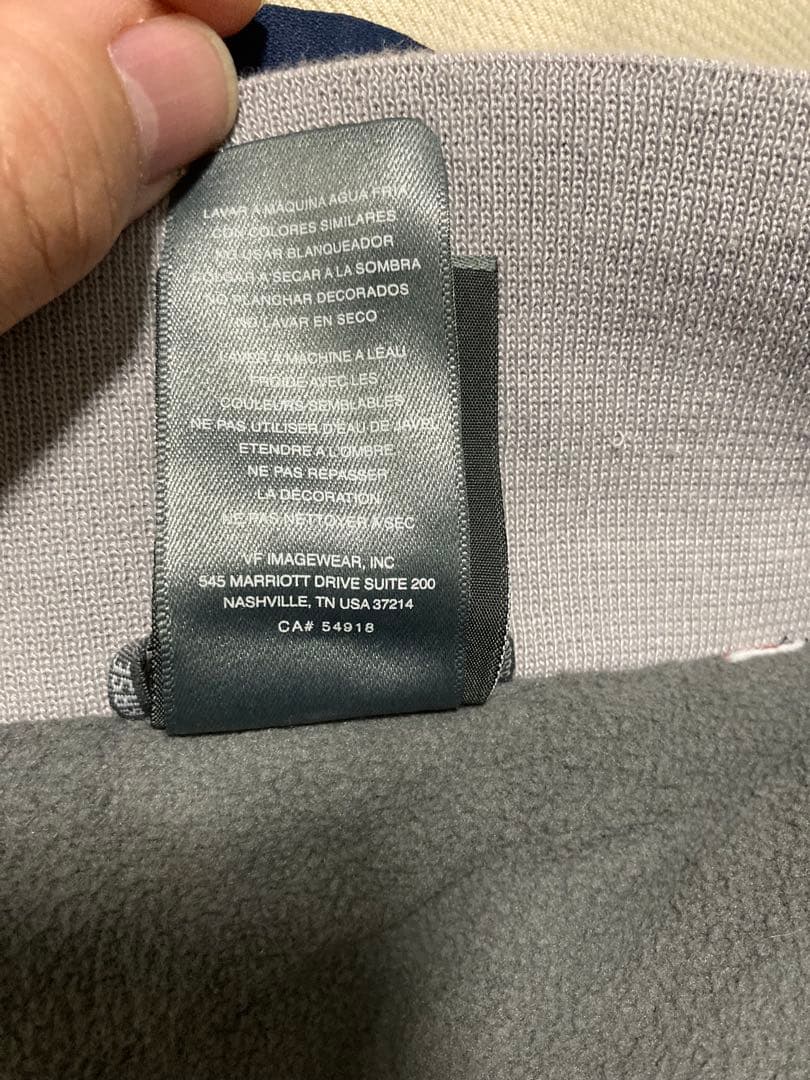 LAVAR A MAQUINA AGUA FRIA
CON COLORES SIMILARES
NO USAR BLANQUEADOR
COLGAR A SECAR A LA SOMBRA
NO PLANCHAR DECORADOS
NO LAVAR EN SECO
LAVER A MACHINE A LEAU
FROIDE AVEC LES
COULEURS SEMBLABLES
NE PAS UTILISER D'EAU DE JAVEL
ETENDRE A L'OMBRE
NE PAS REPASSER
LA DECORATION
NE PAS NETTOYER A SEC
VF IMAGEWEAR, INC
545 MARRIOTT DRIVE SUITE 200
NASHVILLE, TN USA 37214
CA# 54918